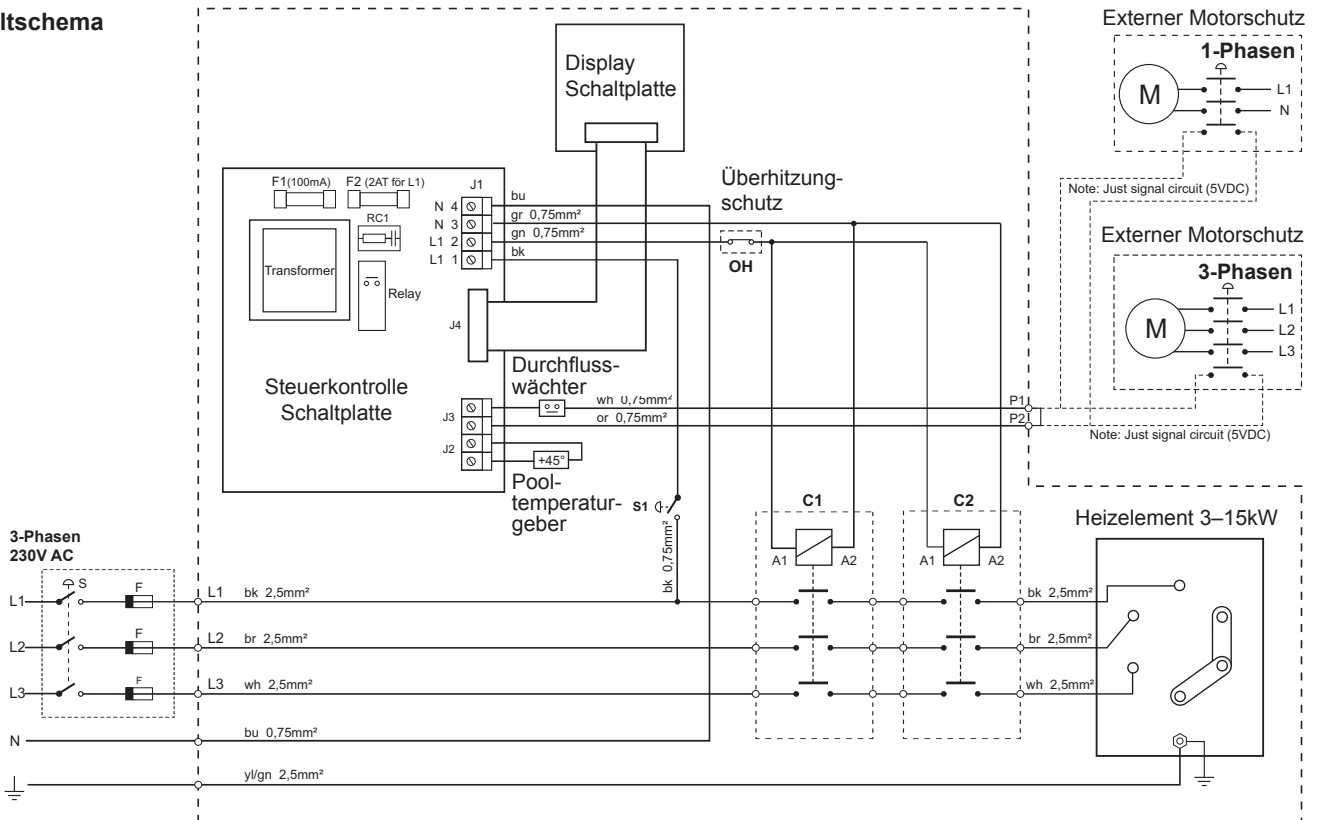 ltschema
Display
Schaltplatte
Externer Motorschutz
1-Phasen
M
L1
N
Note: Just signal circuit (5VDC)
Externer Motorschutz
3-Phasen
M
L1
L2
L3
Note: Just signal circuit (5VDC)
F1(100mA)
F2 (2AT för L1)
J1
RC1
Transformer
Relay
N 4
N 3
L1 2
L1 1
bu
gr 0,75mm²
gn 0,75mm²
bk
Überhitzung-
schutz
OH
J4
Steuerkontrolle
Schaltplatte
Durchfluss-
wächter
J3
wh 0,75mm²
or 0,75mm²
P1
P2
J2
+45°
Pool-
temperatur-
geber
S1
bk 0,75mm²
C1
A1
A2
C2
A1
A2
Heizelement 3–15kW
3-Phasen
230V AC
S
L1
F
L1
bk 2,5mm²
bk 2,5mm²
L2
F
L2
br 2,5mm²
br 2,5mm²
L3
F
L3
wh 2,5mm²
wh 2,5mm²
N
bu 0,75mm²
yl/gn 2,5mm²